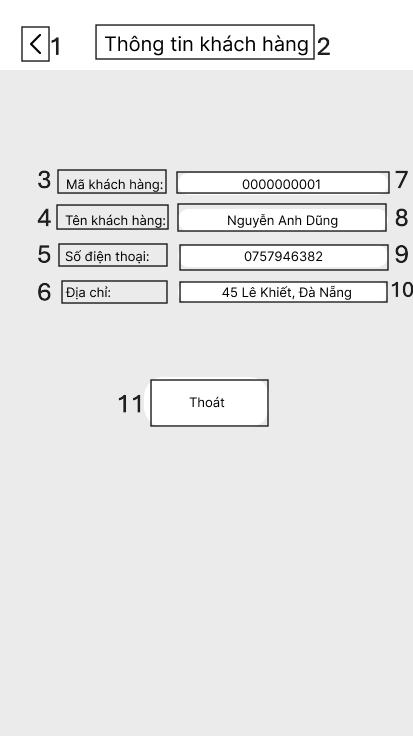 1 Thông tin khách hàng 2
3 Mã khách hàng: 0000000001 7
4 Tên khách hàng: Nguyễn Anh Dũng 8
5 Số điện thoại: 0757946382 9
6 Địa chỉ: 45 Lê Khiết, Đà Nẵng 10
11 Thoát